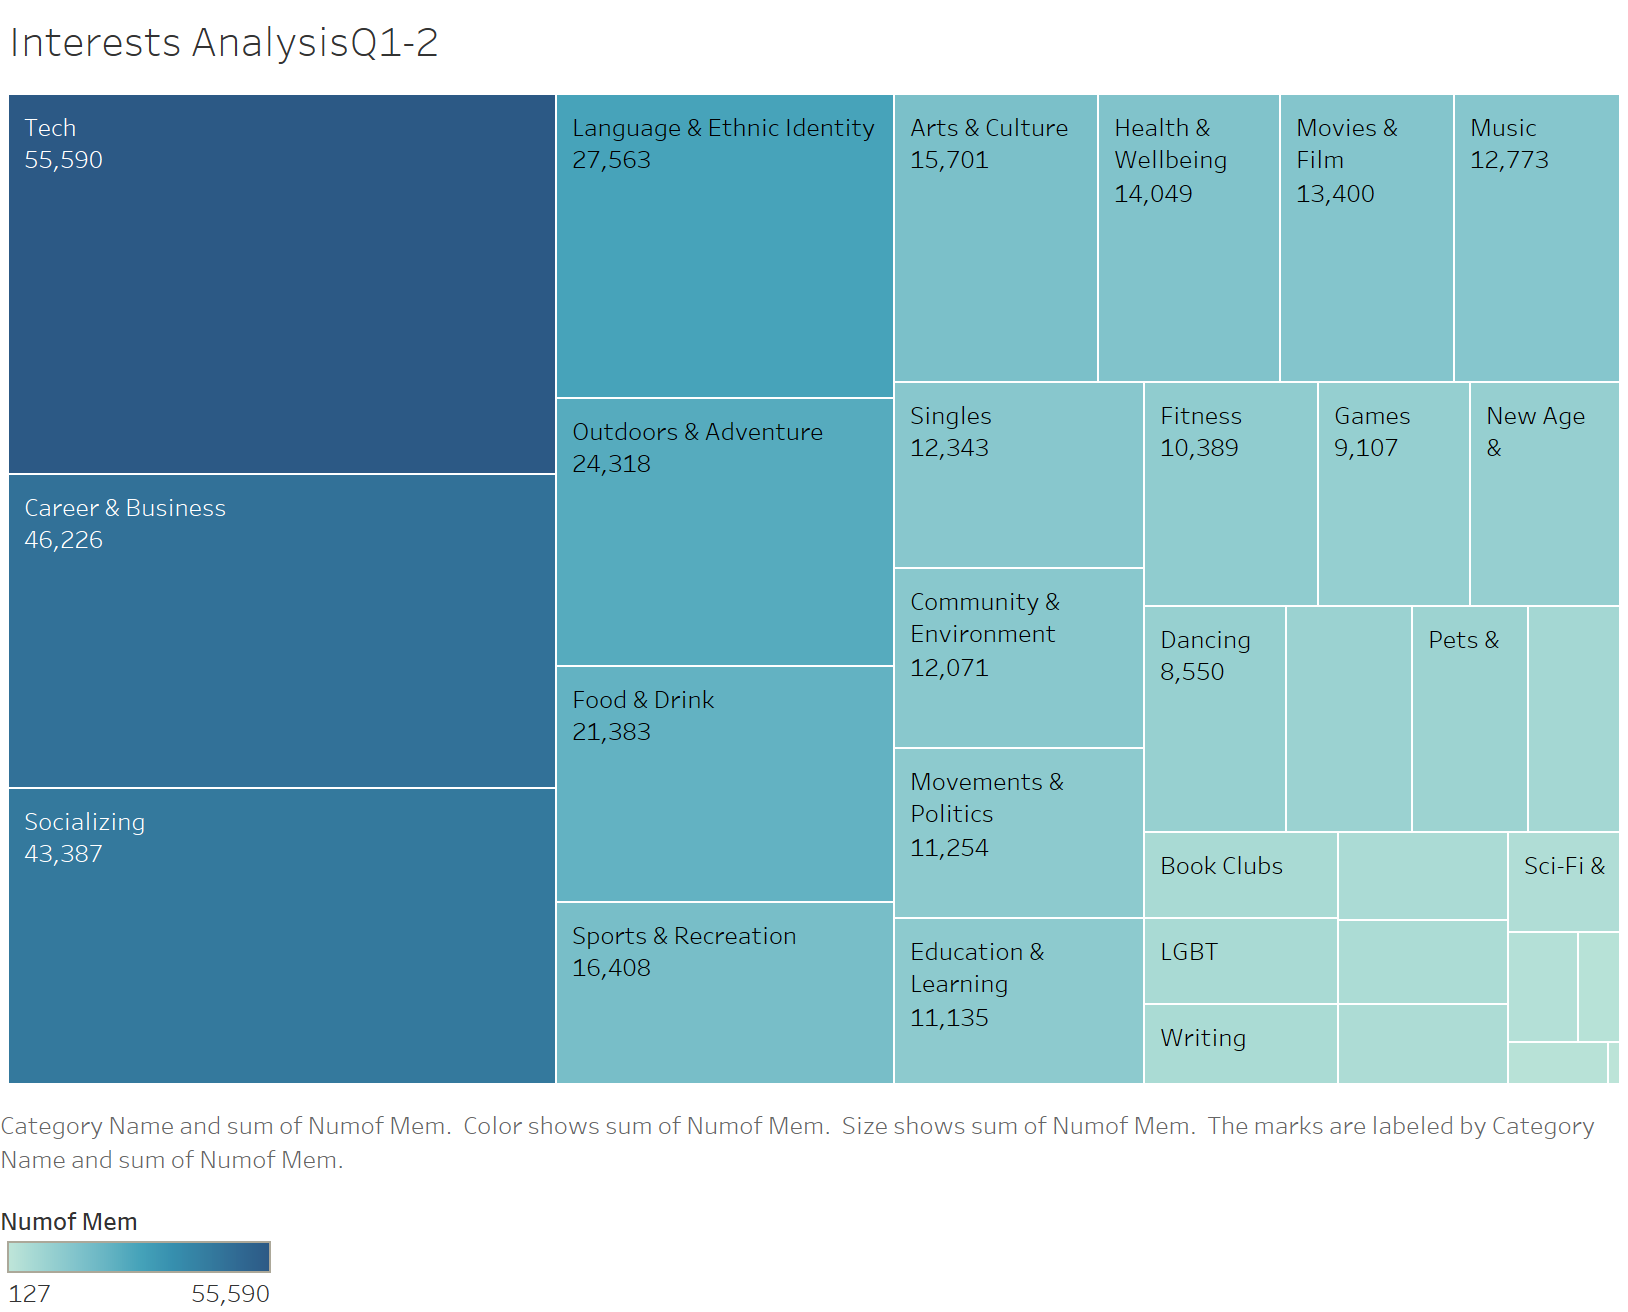 Interests AnalysisQ1-2
Tech
55,590
Career & Business
46,226
Socializing
43,387
Language & Ethnic Identity
27,563
Outdoors & Adventure
24,318
Food & Drink
21,383
Sports & Recreation
16,408
Arts & Culture
15,701
Health &
Wellbeing
14,049
Movies &
Film
13,400
Music
12,773
Singles
12,343
Community &
Environment
12,071
Movements &
Politics
11,254
Education &
Learning
11,135
Fitness
10,389
Games
9,107
New Age
&
Dancing
8,550
Pets &
Book Clubs
LGBT
Writing
Sci-Fi &
Category Name and sum of Numof Mem.  Color shows sum of Numof Mem.  Size shows sum of Numof Mem.  The marks are labeled by Category
Name and sum of Numof Mem.
Numof Mem
127
55,590